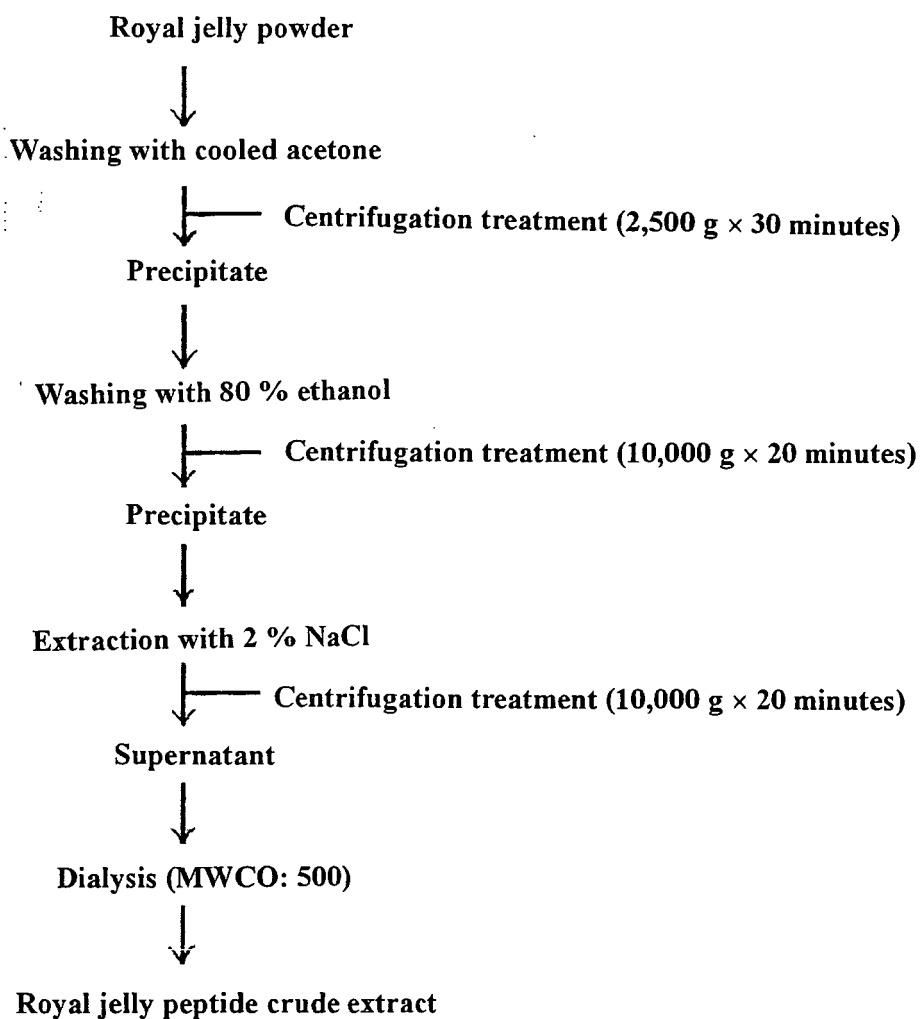 Royal jelly powder
Washing with cooled acetone
Centrifugation treatment (2,500 g × 30 minutes)
Precipitate
Washing with 80 % ethanol
Centrifugation treatment (10,000 g × 20 minutes)
Precipitate
Extraction with 2 % NaCl
Centrifugation treatment (10,000 g × 20 minutes)
Supernatant
Dialysis (MWCO: 500)
Royal jelly peptide crude extract